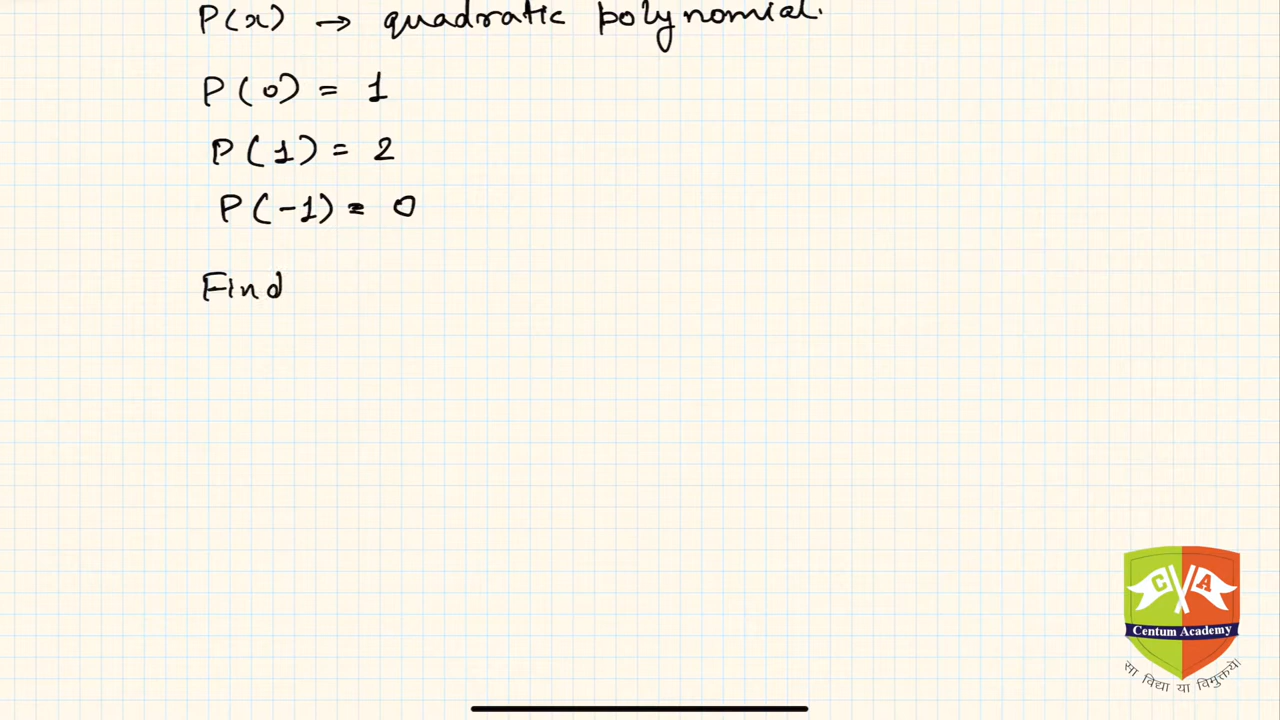 P(x) → quadratic polynomial.
P(0) = 1
P(1) = 2
P(-1) = 0
Find
C A
Centum Academy
सा विद्या या विमुक्तये।